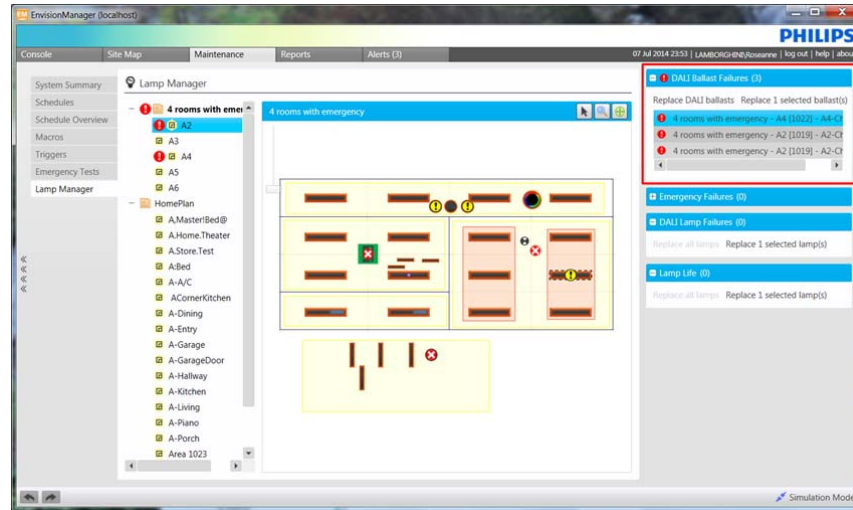 EnvisionManager (localhost)
PHILIPS
Console Site Map Maintenance Reports Alerts (3)
07 Jul 2014 23:53 | LAMBORGHINI\Roseanne | log out | help | abou
System Summary
Schedules
Schedule Overview
Macros
Triggers
Emergency Tests
Lamp Manager
Lamp Manager
4 rooms with emer
A2
A3
A4
A5
A6
HomePlan
A,Master!Bed@
A.Home.Theater
A.Store.Test
A:Bed
A-A/C
ACornerKitchen
A-Dining
A-Entry
A-Garage
A-GarageDoor
A-Hallway
A-Kitchen
A-Living
A-Piano
A-Porch
Area 1023
4 rooms with emergency
DALI Ballast Failures (3)
Replace DALI ballasts Replace 1 selected ballast(s)
4 rooms with emergency - A4 [1022] - A4-Ch
4 rooms with emergency - A2 [1019] - A2-Ch
4 rooms with emergency - A2 [1019] - A2-Ch
Emergency Failures (0)
DALI Lamp Failures (0)
Replace all lamps Replace 1 selected lamp(s)
Lamp Life (0)
Replace all lamps Replace 1 selected lamp(s)
Simulation Mode